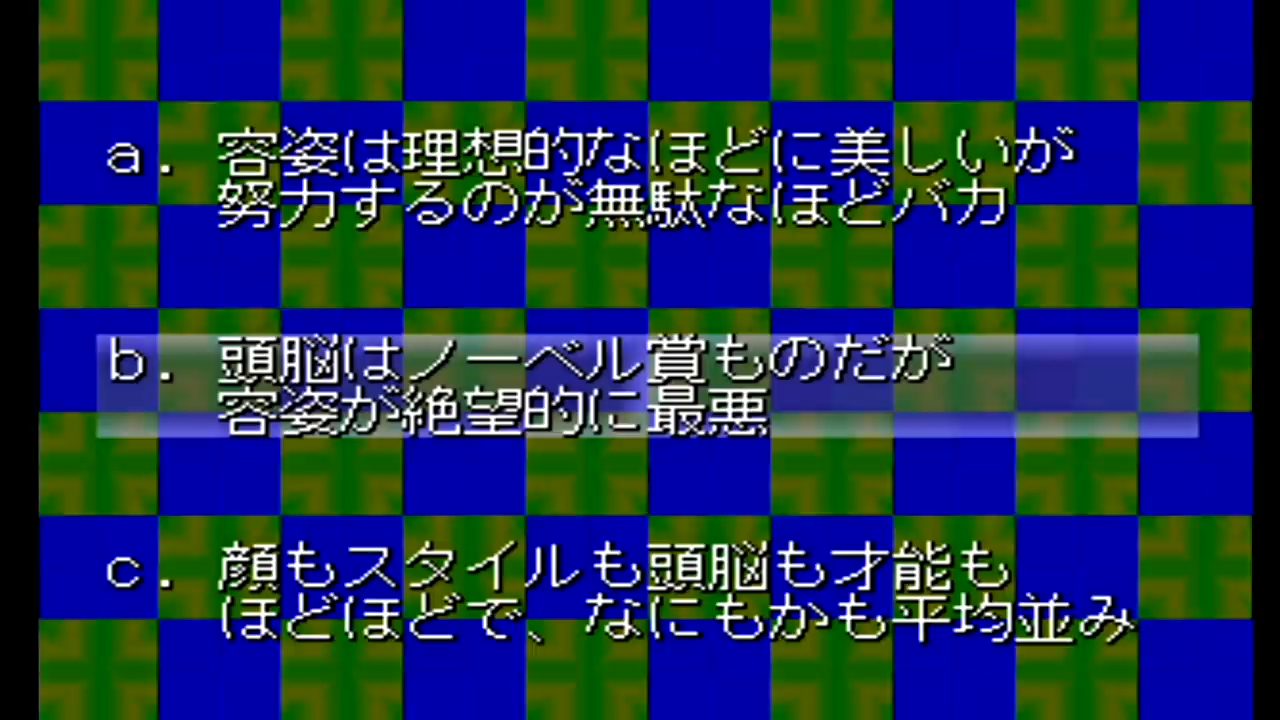 a. 容姿は理想的なほどに美しいが
努力するのが無駄なほどバカ
b. 頭脳はノーベル賞ものだが
容姿が絶望的に最悪
c. 顔もスタイルも頭脳も才能も
ほどほどで、なにもかも平均並み